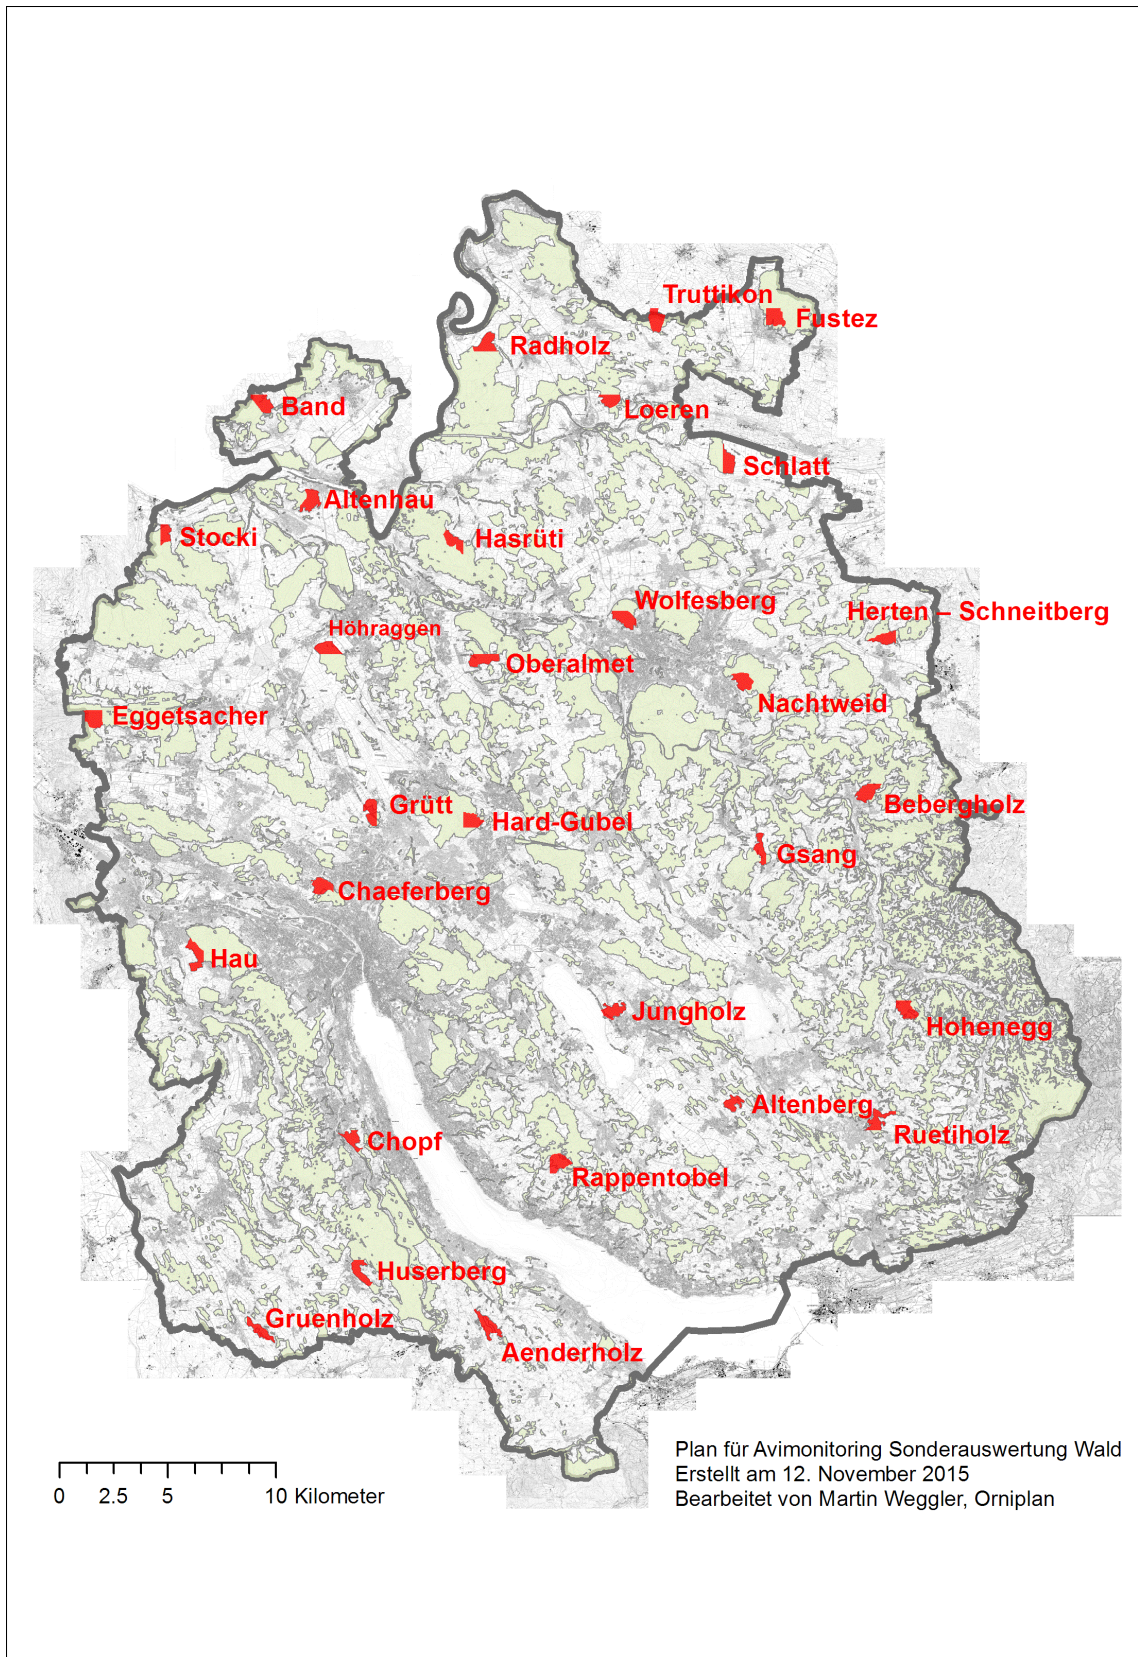 Truttikon
Fustez
Radholz
Band
Loeren
Schlatt
Altenhau
Stocki
Hasrüti
Wolfesberg
Herten – Schneitberg
Höhraggen
Oberalmet
Nachtweid
Eggetsacher
Grütt
Bebergholz
Hard-Gubel
Gsang
Chaeferberg
Hau
Jungholz
Hohenegg
Altenberg
Ruetiholz
Chopf
Rappentobel
Huserberg
Gruenholz
Aenderholz
Plan für Avimonitoring Sonderauswertung Wald
Erstellt am 12. November 2015
Bearbeitet von Martin Weggler, Orniplan
0 2.5 5 10 Kilometer